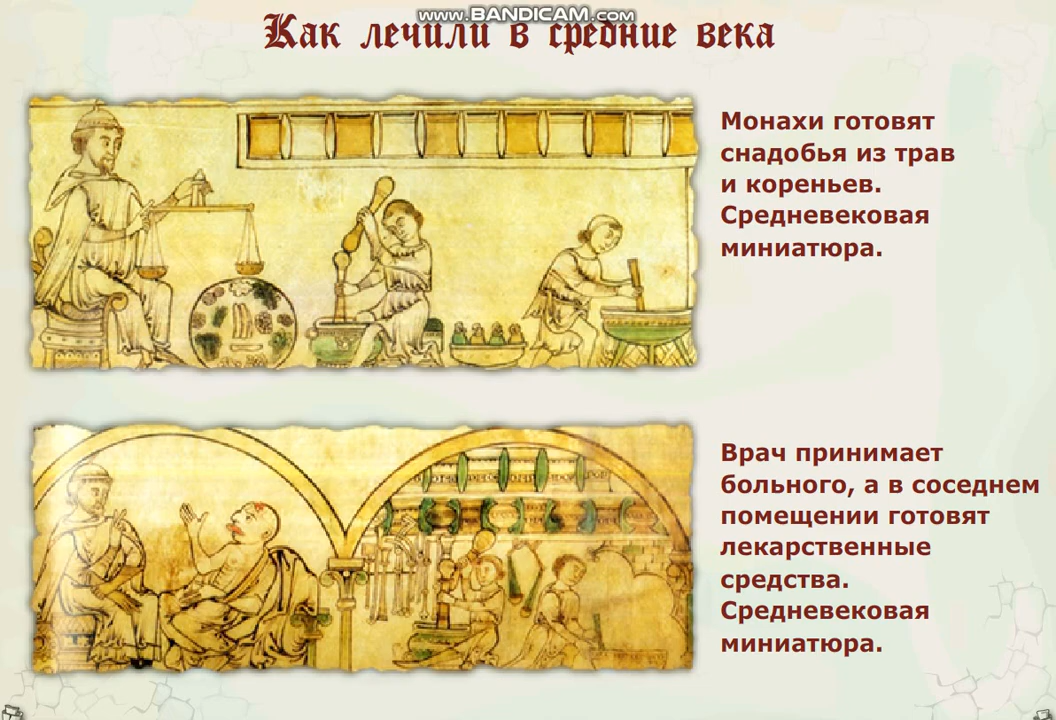 www.BANDICAM.com
Как лечили в средние века
Монахи готовят
снадобья из трав
и кореньев.
Средневековая
миниатюра.
Врач принимает
больного, а в соседнем
помещении готовят
лекарственные
средства.
Средневековая
миниатюра.